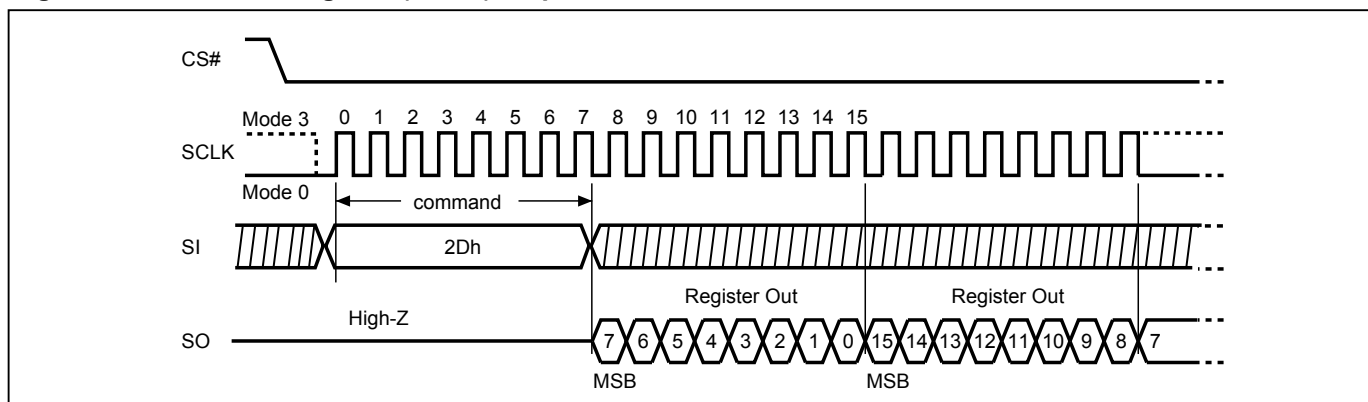 CS#
Mode 3 0 1 2 3 4 5 6 7 8 9 10 11 12 13 14 15
SCLK
Mode 0
command
SI 2Dh
Register Out Register Out
High-Z
SO 7 6 5 4 3 2 1 0 15 14 13 12 11 10 9 8 7
MSB MSB